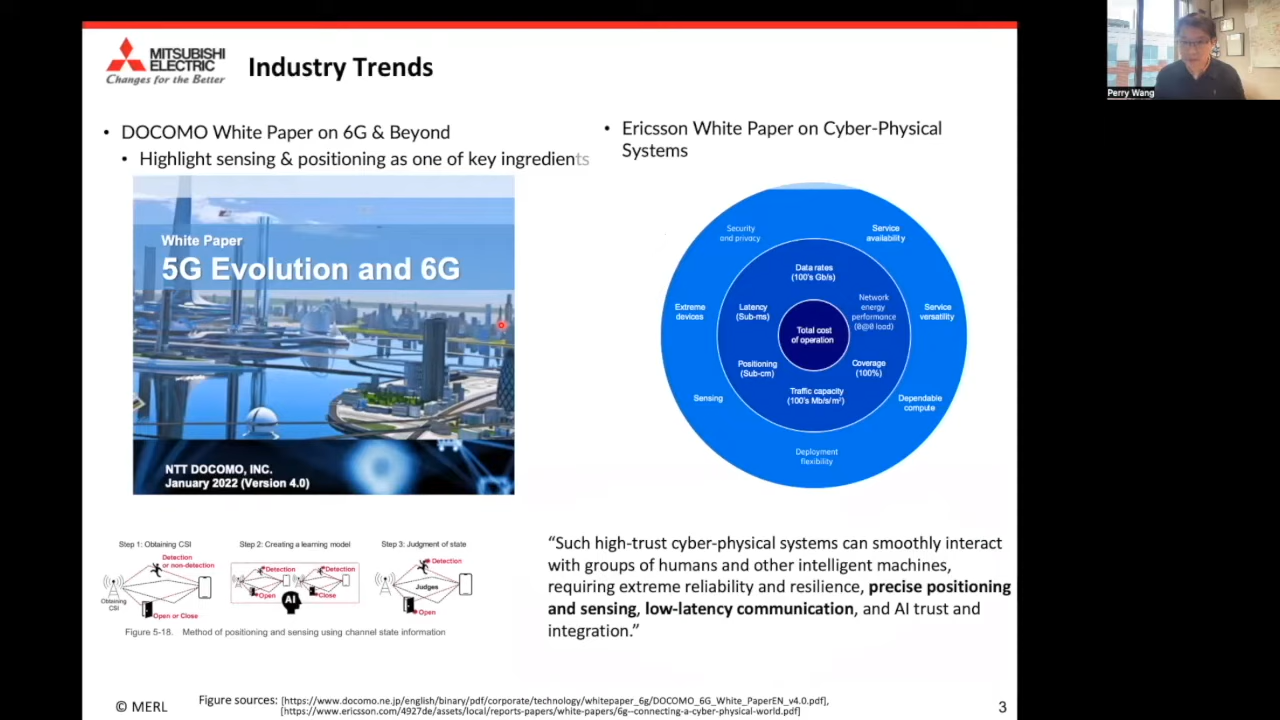 MITSUBISHI
ELECTRIC
Changes for the Better
Industry Trends
Perry Wang
• DOCOMO White Paper on 6G & Beyond
• Highlight sensing & positioning as one of key ingredients
White Paper
5G Evolution and 6G
NTT DOCOMO, INC.
January 2022 (Version 4.0)
Step 1: Obtaining CSI
Detection
or non-detection
Obtaining
CSI
Open or Close
Step 2: Creating a learning model
Detection
Detection
Open
Close
AI
Step 3: Judgment of state
Detection
Judges
Open
Figure 5-18. Method of positioning and sensing using channel state information
• Ericsson White Paper on Cyber-Physical
Systems
Security
and privacy
Service
availability
Data rates
(100's Gb/s)
Extreme
devices
Latency
(Sub-ms)
Network
energy
performance
(0@0 load)
Service
versatility
Total cost
of operation
Positioning
(Sub-cm)
Coverage
(100%)
Sensing
Traffic capacity
(100's Mb/s/m²)
Dependable
compute
Deployment
flexibility
“Such high-trust cyber-physical systems can smoothly interact
with groups of humans and other intelligent machines,
requiring extreme reliability and resilience, precise positioning
and sensing, low-latency communication, and AI trust and
integration.”
© MERL
Figure sources: [https://www.docomo.ne.jp/english/binary/pdf/corporate/technology/whitepaper_6g/DOCOMO_6G_White_PaperEN_v4.0.pdf],
[https://www.ericsson.com/4927de/assets/local/reports-papers/white-papers/6g--connecting-a-cyber-physical-world.pdf]
3